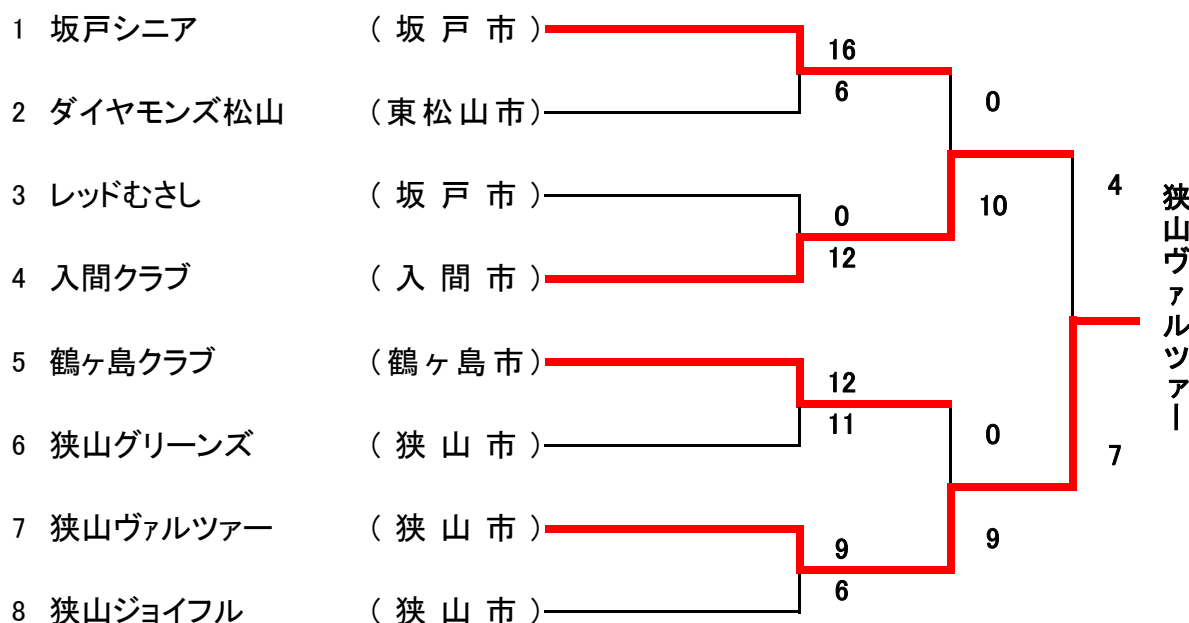 1 坂戸シニア (坂戸市)
16
6
2 ダイヤモンズ松山 (東松山市)
0
3 レッドむさし (坂戸市)
0
12
10
4 入間クラブ (入間市)
4
5 鶴ヶ島クラブ (鶴ヶ島市)
12
11
6 狭山グリーンズ (狭山市)
0
7
7 狭山ヴァルツァー (狭山市)
9
6
9
8 狭山ジョイフル (狭山市)
狭山ヴァルツァー